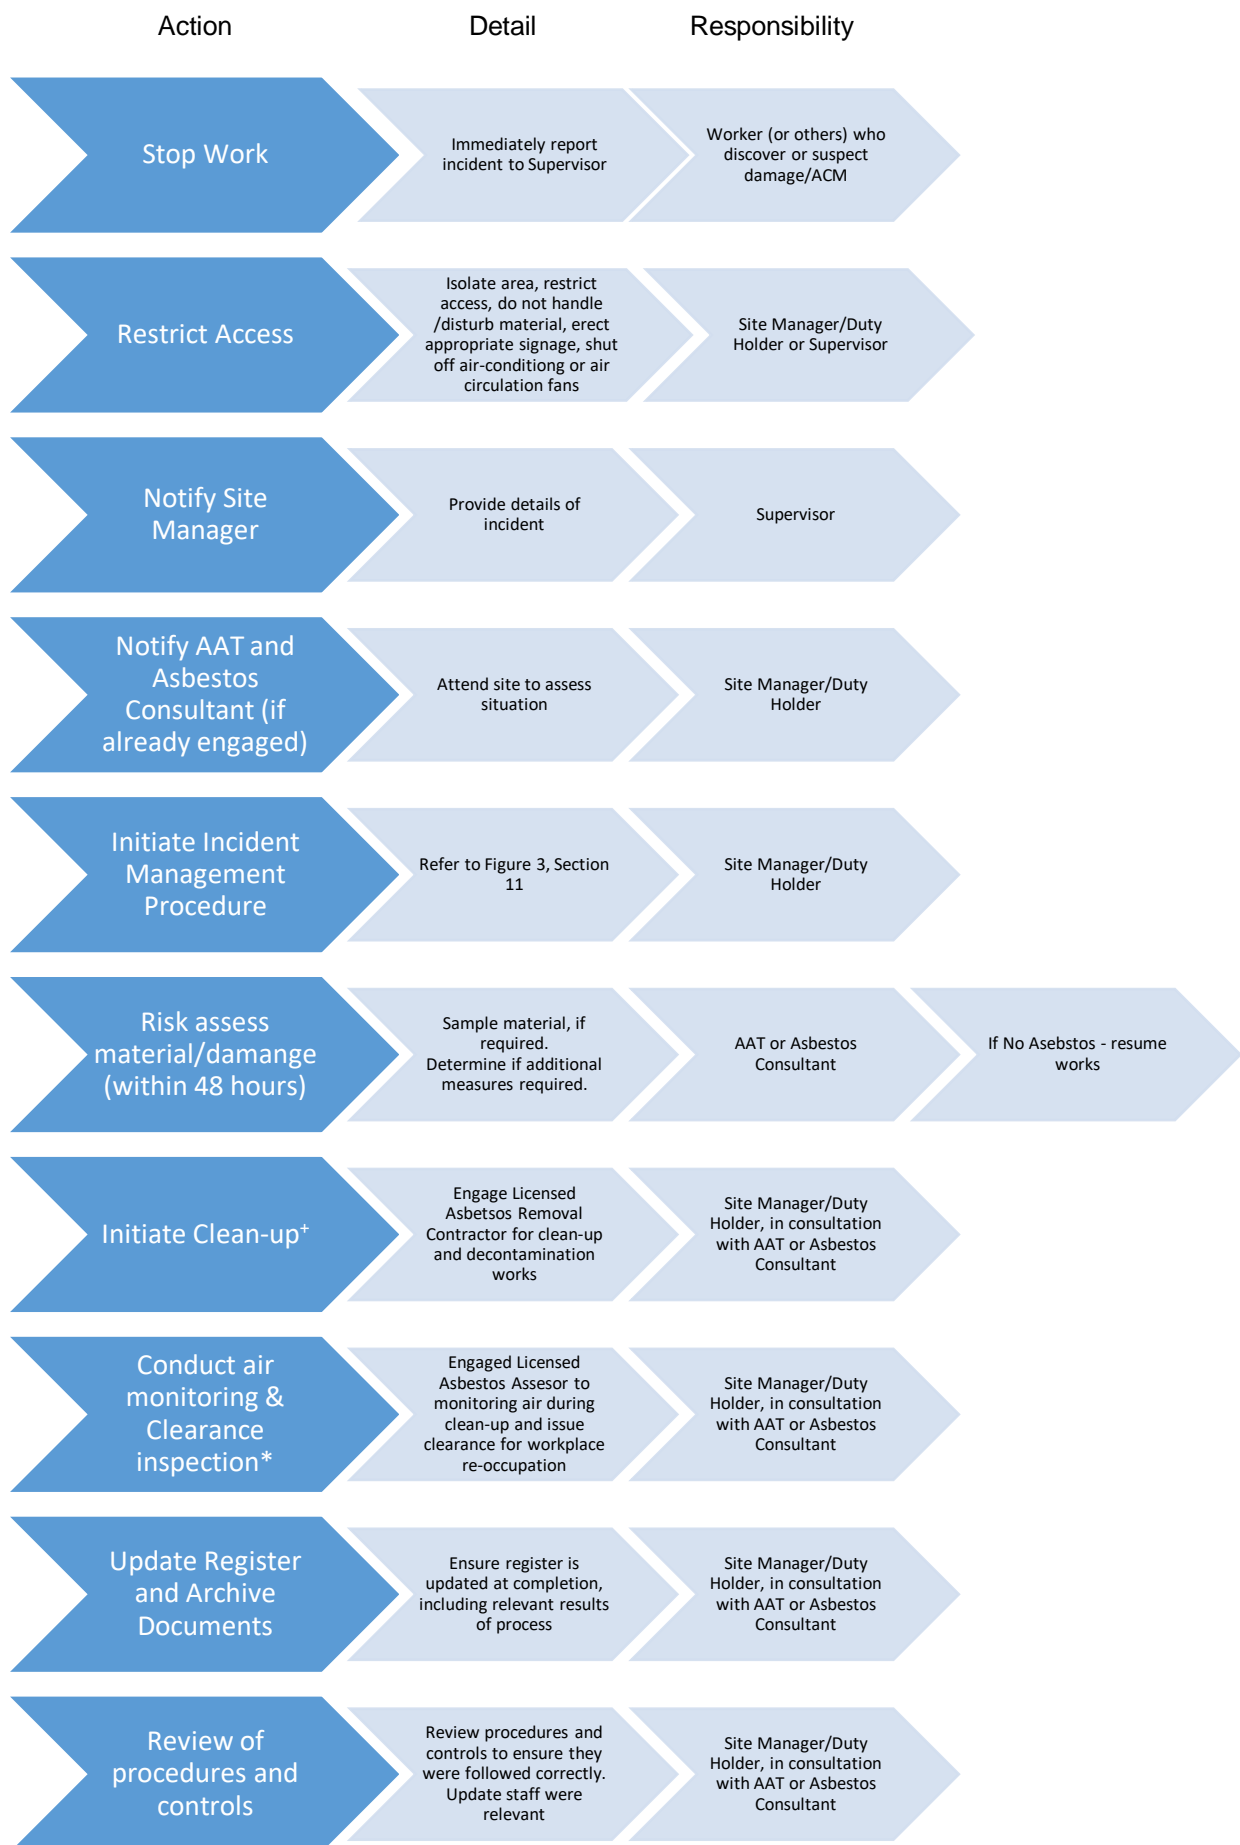 Action
Detail
Responsibility
Stop Work
Immediately report
incident to Supervisor
Worker (or others) who
discover or suspect
damage/ACM
Restrict Access
Isolate area, restrict
access, do not handle
/disturb material, erect
appropriate signage, shut
off air-conditiong or air
circulation fans
Site Manager/Duty
Holder or Supervisor
Notify Site
Manager
Provide details of
incident
Supervisor
Notify AAT and
Asbestos
Consultant (if
already engaged)
Attend site to assess
situation
Site Manager/Duty
Holder
Initiate Incident
Management
Procedure
Refer to Figure 3, Section
11
Site Manager/Duty
Holder
Risk assess
material/damange
(within 48 hours)
Sample material, if
required.
Determine if additional
measures required.
AAT or Asbestos
Consultant
If No Asebstos - resume
works
Initiate Clean-up⁺
Engage Licensed
Asbetsos Removal
Contractor for clean-up
and decontamination
works
Site Manager/Duty
Holder, in consultation
with AAT or Asbestos
Consultant
Conduct air
monitoring &
Clearance
inspection*
Engaged Licensed
Asbestos Assesor to
monitoring air during
clean-up and issue
clearance for workplace
re-occupation
Site Manager/Duty
Holder, in consultation
with AAT or Asbestos
Consultant
Update Register
and Archive
Documents
Ensure register is
updated at completion,
including relevant results
of process
Site Manager/Duty
Holder, in consultation
with AAT or Asbestos
Consultant
Review of
procedures and
controls
Review procedures and
controls to ensure they
were followed correctly.
Update staff were
relevant
Site Manager/Duty
Holder, in consultation
with AAT or Asbestos
Consultant